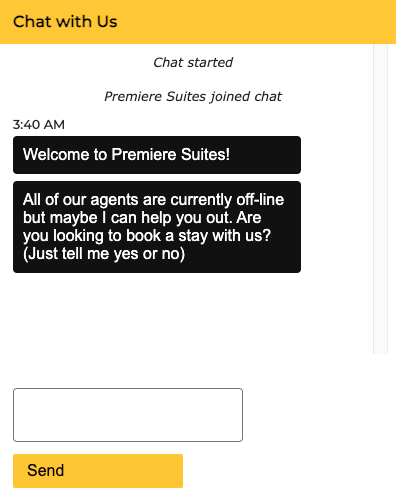 Chat with Us
Chat started
Premiere Suites joined chat
3:40 AM
Welcome to Premiere Suites!
All of our agents are currently off-line
but maybe I can help you out. Are
you looking to book a stay with us?
(Just tell me yes or no)
Send